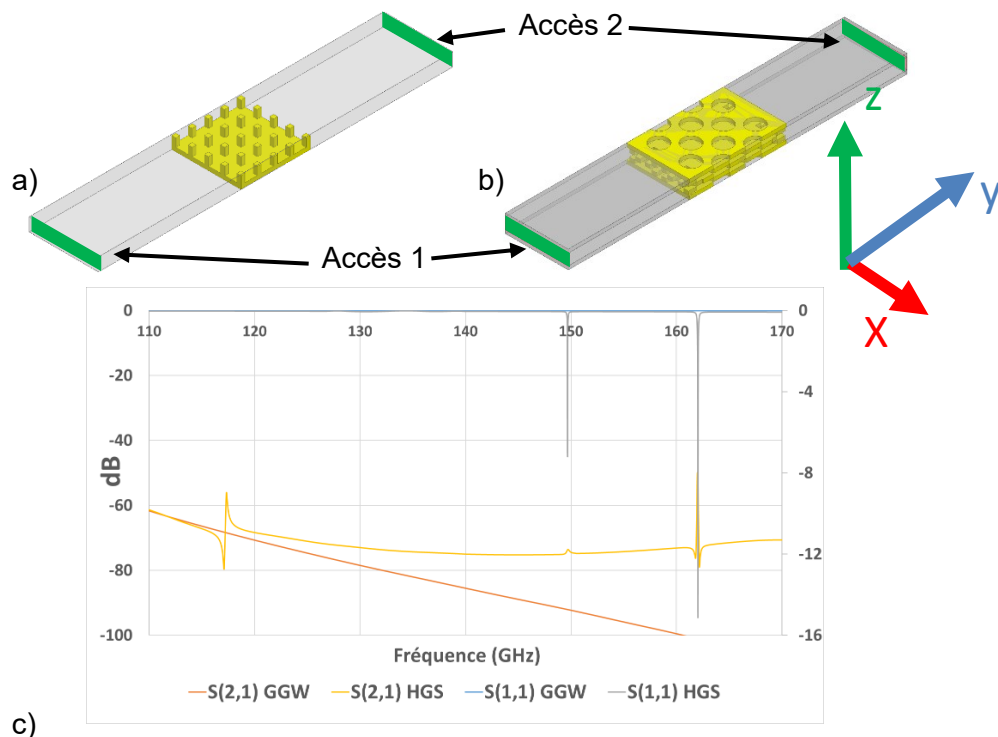 Accès 2
z
a)
b)
y
Accès 1
X
0
110
120
130
140
150
160
170
0
-20
-4
-40
dB
-8
-60
-12
-80
-100
-16
Fréquence (GHz)
S(2,1) GGW S(2,1) HGS S(1,1) GGW S(1,1) HGS
c)